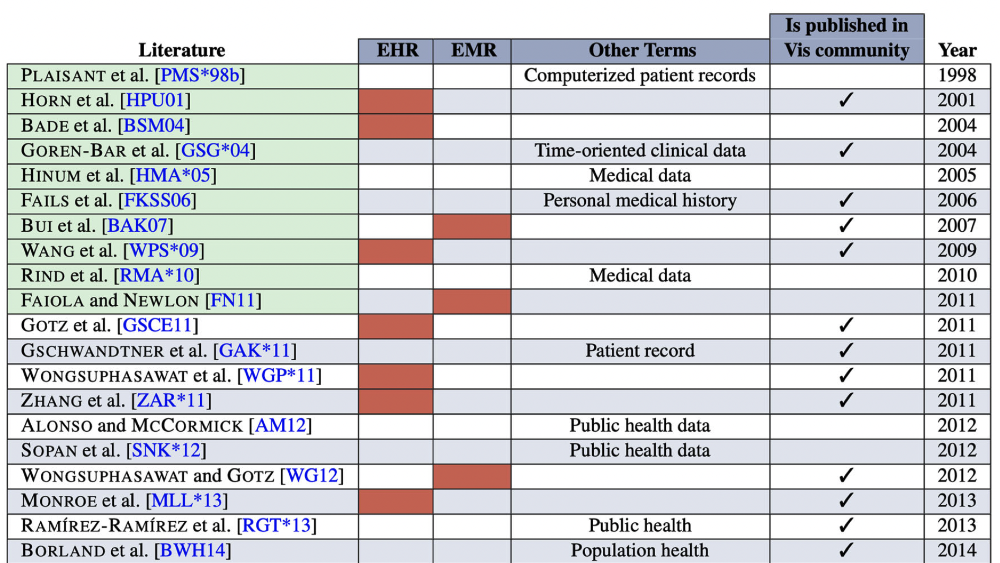 Is published in
Literature EHR EMR Other Terms Vis community Year
PLAISANT et al. [PMS*98b] Computerized patient records 1998
HORN et al. [HPU01] ✓ 2001
BADE et al. [BSM04] 2004
GOREN-BAR et al. [GSG*04] Time-oriented clinical data ✓ 2004
HINUM et al. [HMA*05] Medical data 2005
FAILS et al. [FKSS06] Personal medical history ✓ 2006
BUI et al. [BAK07] ✓ 2007
WANG et al. [WPS*09] ✓ 2009
RIND et al. [RMA*10] Medical data 2010
FAIOLA and NEWLON [FN11] 2011
GOTZ et al. [GSCE11] ✓ 2011
GSCHWANDTNER et al. [GAK*11] Patient record ✓ 2011
WONGSUPHASAWAT et al. [WGP*11] ✓ 2011
ZHANG et al. [ZAR*11] ✓ 2011
ALONSO and MCCORMICK [AM12] Public health data 2012
SOPAN et al. [SNK*12] Public health data 2012
WONGSUPHASAWAT and GOTZ [WG12] ✓ 2012
MONROE et al. [MLL*13] ✓ 2013
RAMÍREZ-RAMÍREZ et al. [RGT*13] Public health ✓ 2013
BORLAND et al. [BWH14] Population health ✓ 2014